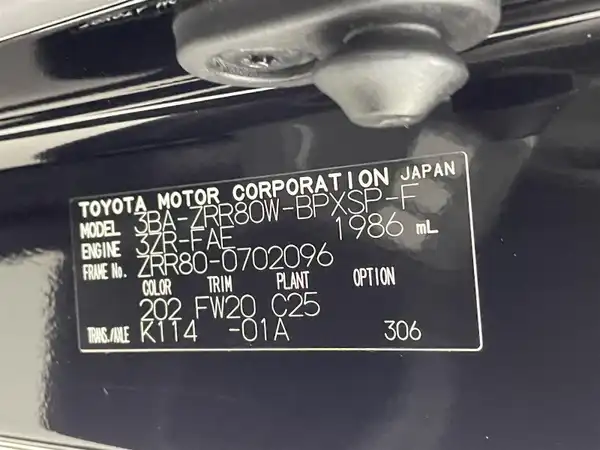 TOYOTA MOTOR CORPORATION JAPAN
MODEL 3BA-ZRR80W-BPXSP-F
ENGINE 3ZR-FAE 1986 mL
FRAME No. ZRR80-0702096
COLOR TRIM PLANT OPTION
202 FW20 C25
TRANS./AXLE K114 -01A 306